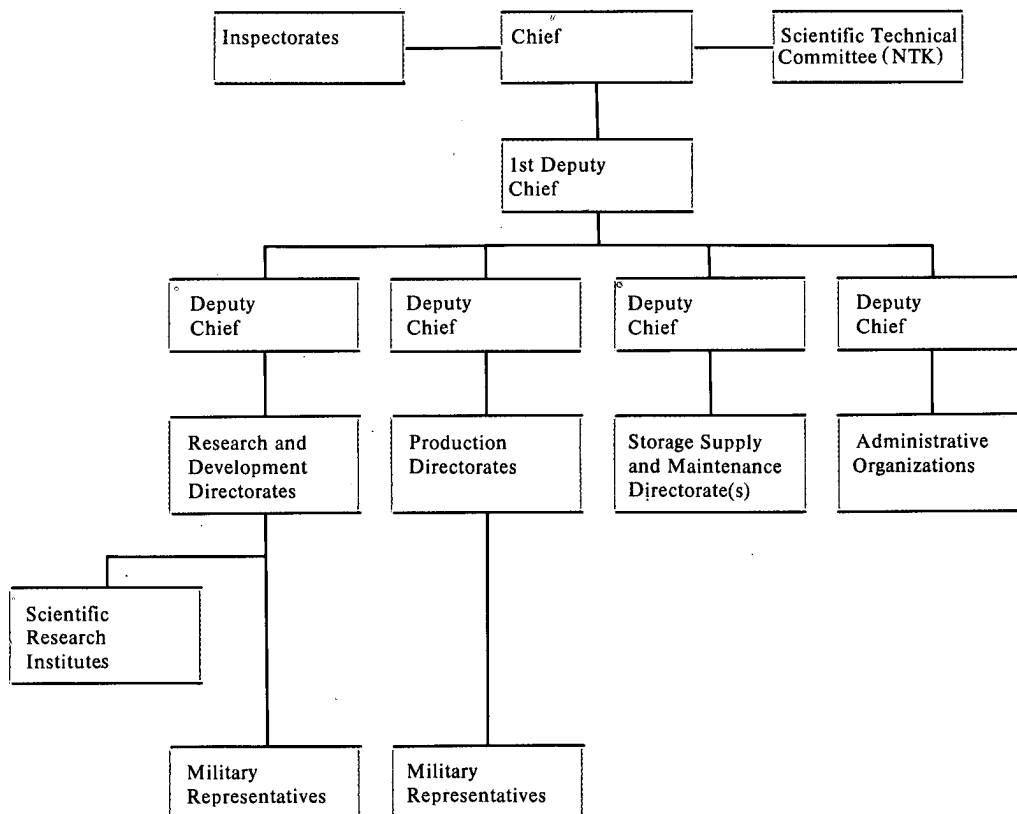 Inspectorates
Chief
Scientific Technical
Committee (NTK)
1st Deputy
Chief
Deputy
Chief
Deputy
Chief
Deputy
Chief
Deputy
Chief
Research and
Development
Directorates
Production
Directorates
Storage Supply
and Maintenance
Directorate(s)
Administrative
Organizations
Scientific
Research
Institutes
Military
Representatives
Military
Representatives